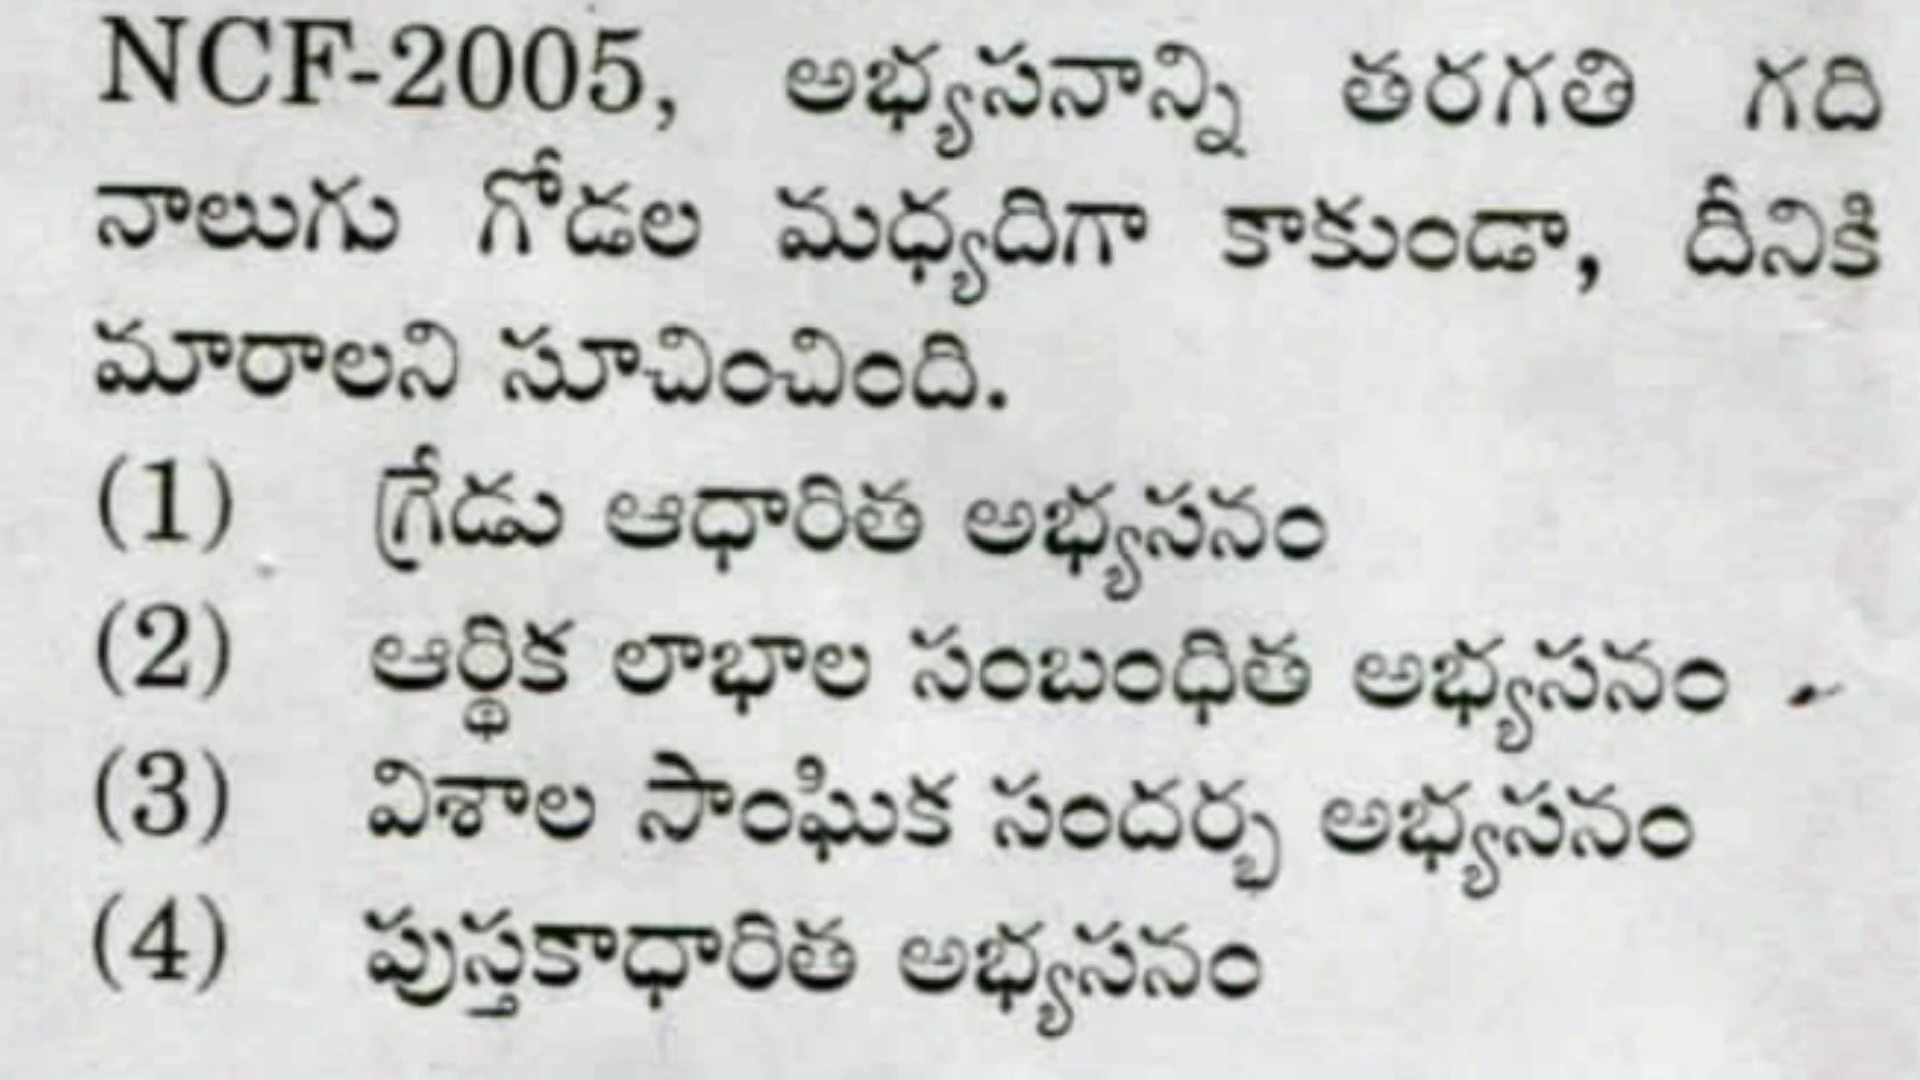 NCF-2005, అభ్యసనాన్ని తరగతి గది
నాలుగు గోడల మధ్యదిగా కాకుండా, దీనికి
మారాలని సూచించింది.
(1) గ్రేడు ఆధారిత అభ్యసనం
(2) ఆర్థిక లాభాల సంబంధిత అభ్యసనం
(3) విశాల సాంఘిక సందర్భ అభ్యసనం
(4) పుస్తకాధారిత అభ్యసనం